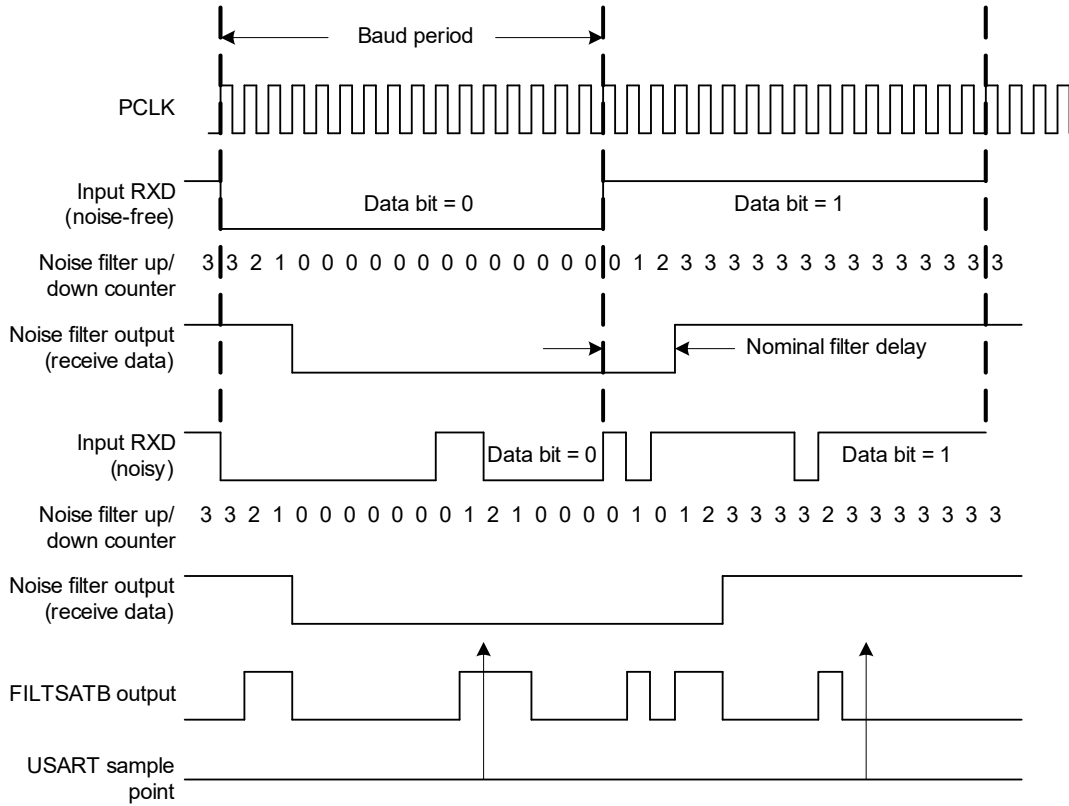 Baud period
PCLK
Input RXD
(noise-free)
Data bit = 0
Data bit = 1
Noise filter up/
down counter
3 3 2 1 0 0 0 0 0 0 0 0 0 0 0 0 0 0 1 2 3 3 3 3 3 3 3 3 3 3 3 3 3 3
Noise filter output
(receive data)
Nominal filter delay
Input RXD
(noisy)
Data bit = 0
Data bit = 1
Noise filter up/
down counter
3 3 2 1 0 0 0 0 0 0 0 1 2 1 0 0 0 0 1 0 1 2 3 3 3 3 2 3 3 3 3 3 3 3
Noise filter output
(receive data)
FILTSATB output
USART sample
point